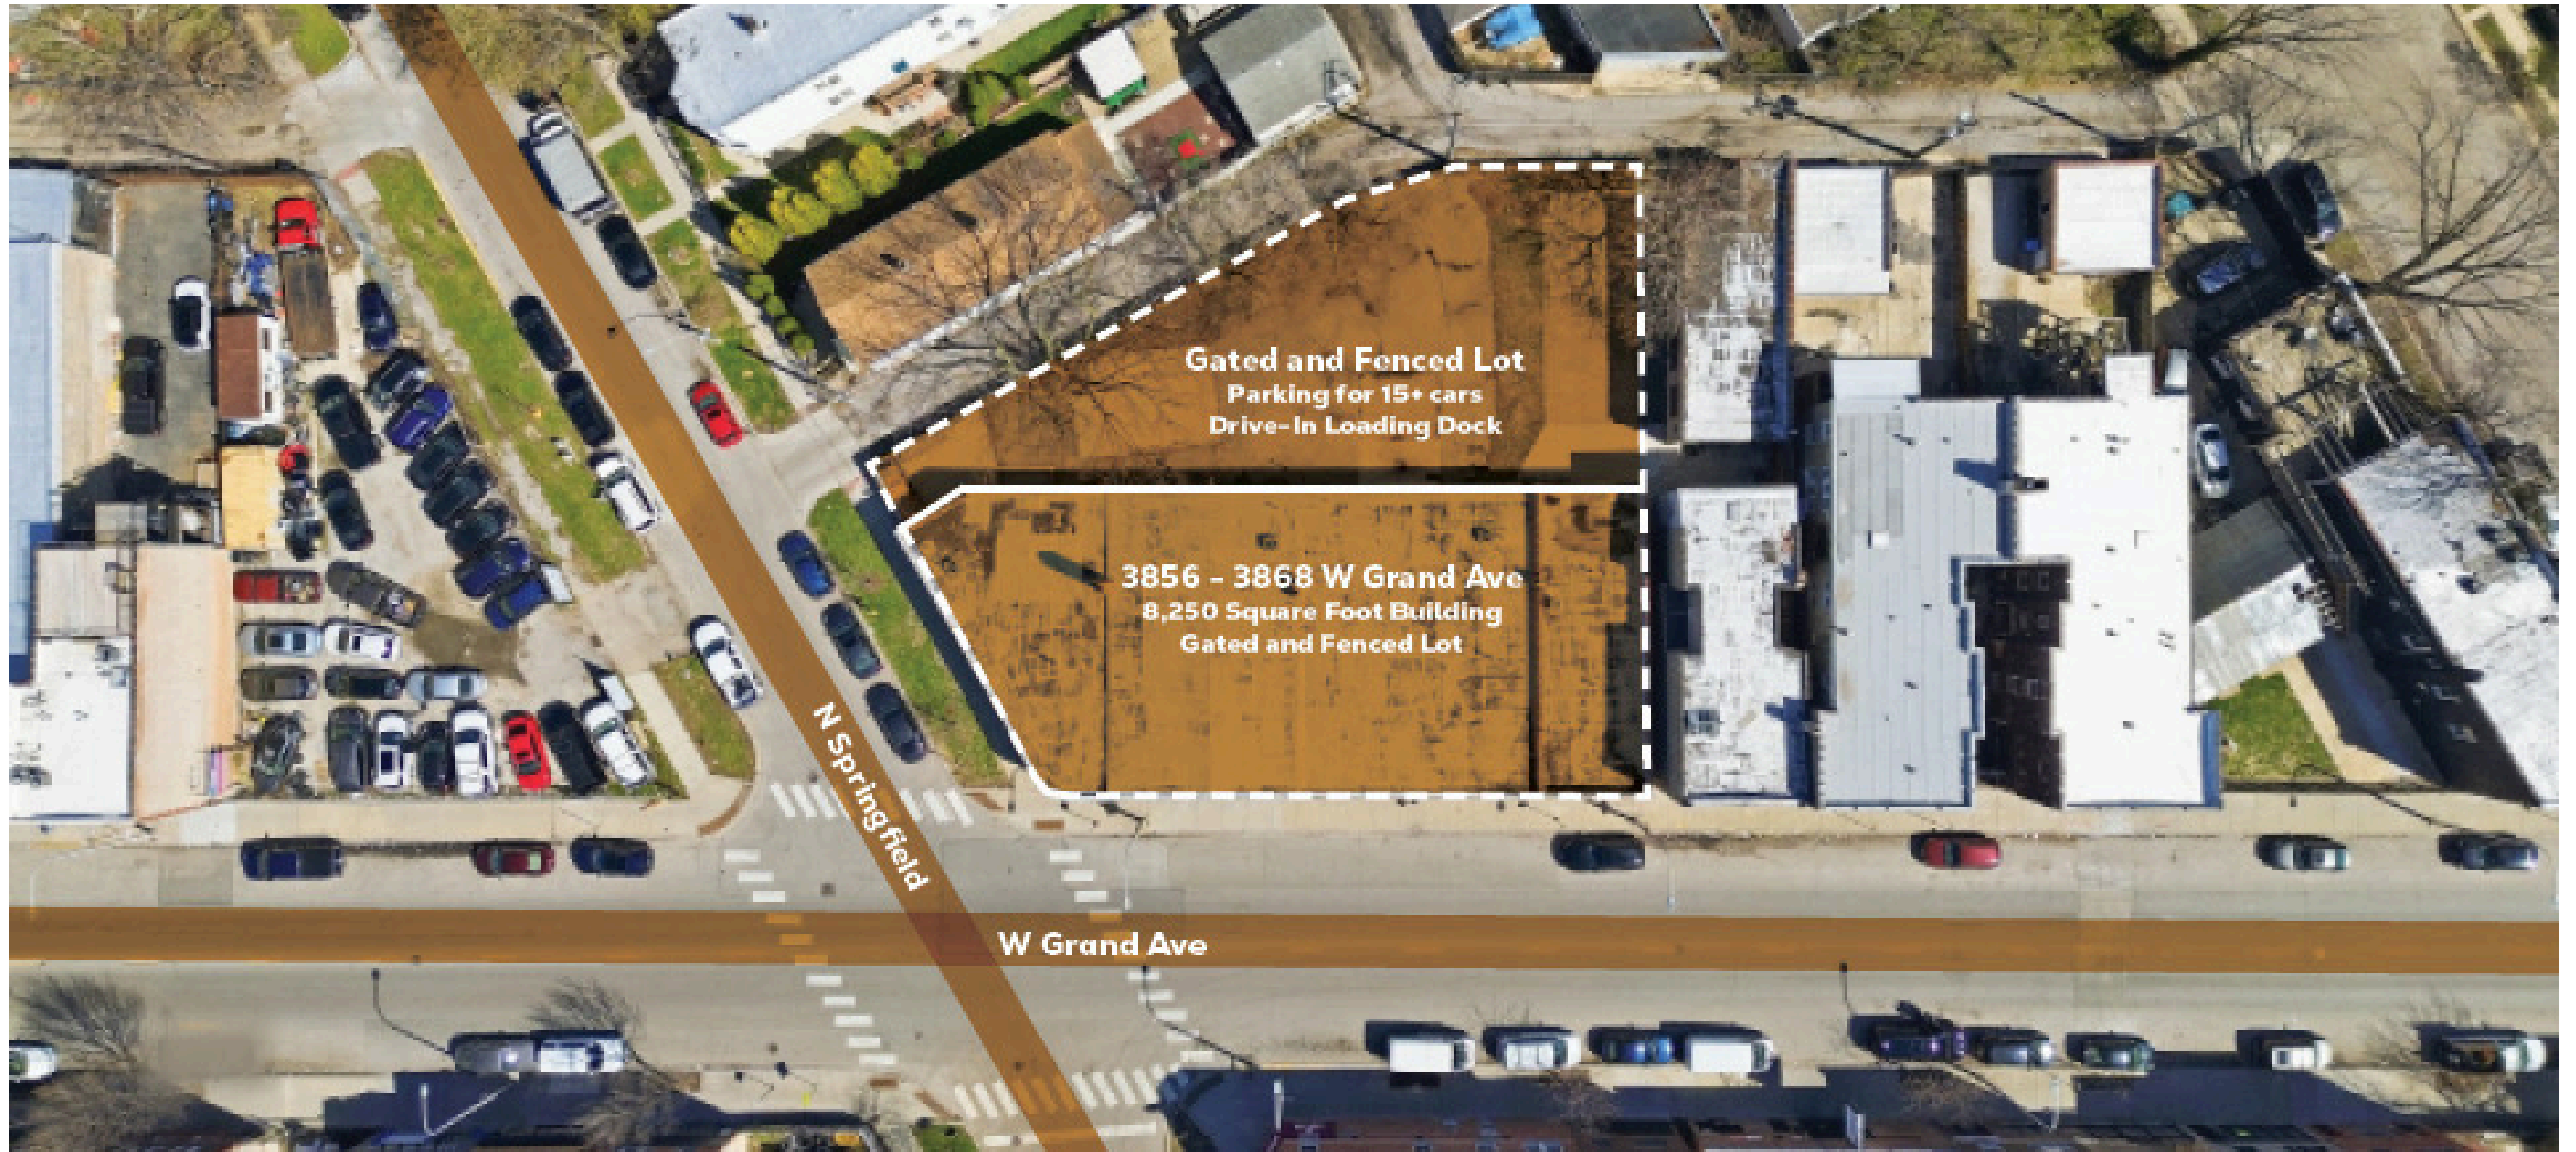 Gated and Fenced Lot
Parking for 15+ cars
Drive-In Loading Dock
3856 - 3868 W Grand Ave
8,250 Square Foot Building
Gated and Fenced Lot
N Springfield
W Grand Ave